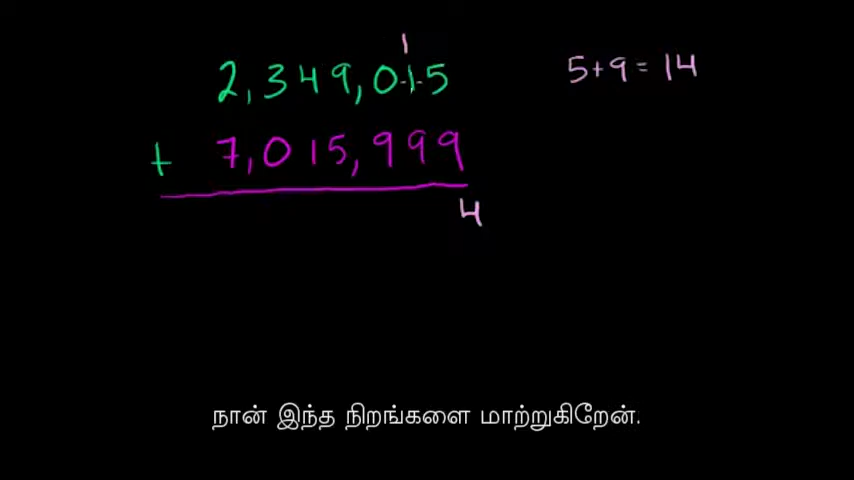 1
2,349,015 5+9=14
+ 7,015,999
4
நான் இந்த நிறங்களை மாற்றுகிறேன்.